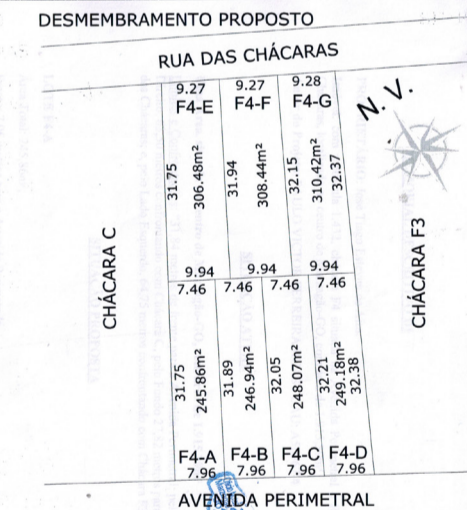 DESMEMBRAMENTO PROPOSTO
RUA DAS CHÁCARAS
9.27 9.27 9.28
F4-E F4-F F4-G
N. V.
31.75 306.48m² 31.94 308.44m² 32.15 310.42m² 32.37
CHÁCARA C
CHÁCARA F3
9.94 9.94 9.94
7.46 7.46 7.46 7.46
31.75 245.86m² 31.89 246.94m² 32.05 248.07m² 32.21 249.18m² 32.38
F4-A F4-B F4-C F4-D
7.96 7.96 7.96 7.96
AVENIDA PERIMETRAL